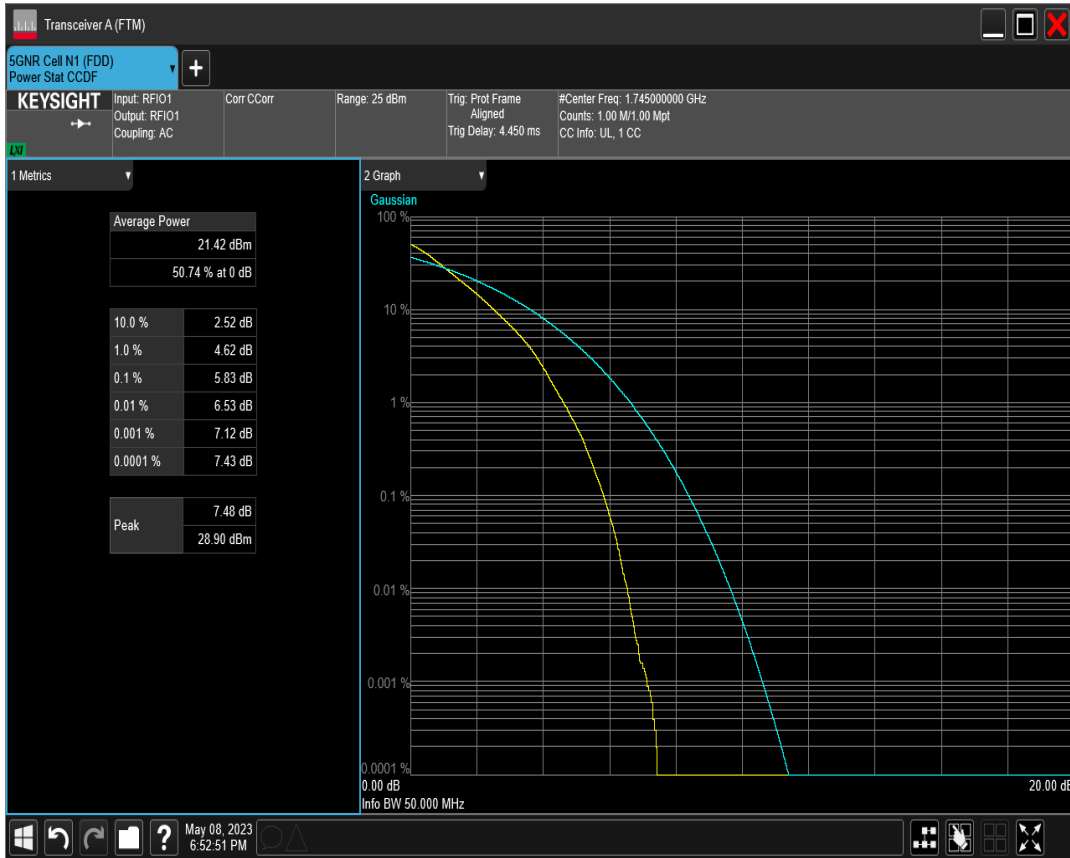 Transceiver A (FTM)
5GNR Cell N1 (FDD)
Power Stat CCDF
+
KEYSIGHT
LXI
Input: RFIO1
Output: RFIO1
Coupling: AC
Corr CCorr
Range: 25 dBm
Trig: Prot Frame
Aligned
Trig Delay: 4.450 ms
#Center Freq: 1.745000000 GHz
Counts: 1.00 M/1.00 Mpt
CC Info: UL, 1 CC
1 Metrics
Average Power
21.42 dBm
50.74 % at 0 dB
10.0 % 2.52 dB
1.0 % 4.62 dB
0.1 % 5.83 dB
0.01 % 6.53 dB
0.001 % 7.12 dB
0.0001 % 7.43 dB
Peak 7.48 dB
28.90 dBm
2 Graph
Gaussian
100 %
10 %
1 %
0.1 %
0.01 %
0.001 %
0.0001 %
0.00 dB 20.00 dB
Info BW 50.000 MHz
?
May 08, 2023
6:52:51 PM